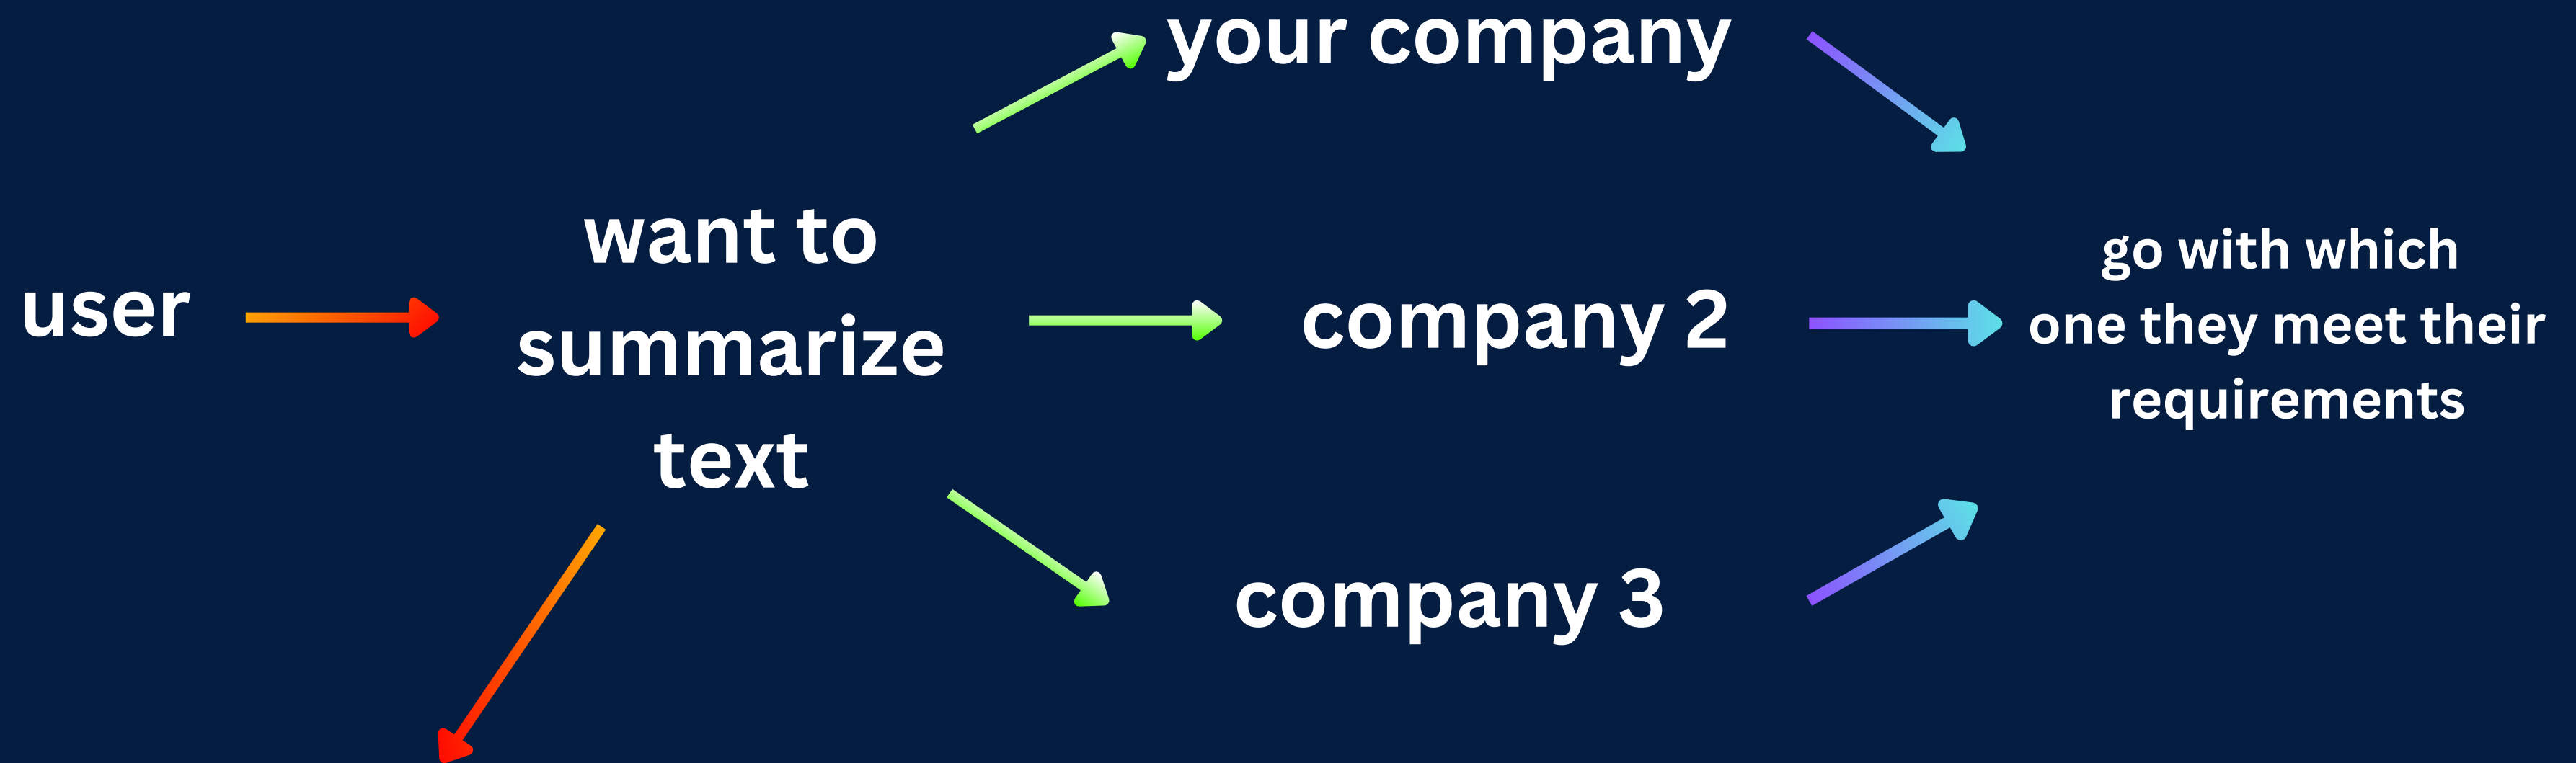 your company
user
want to
summarize
text
company 2
company 3
go with which
one they meet their
requirements